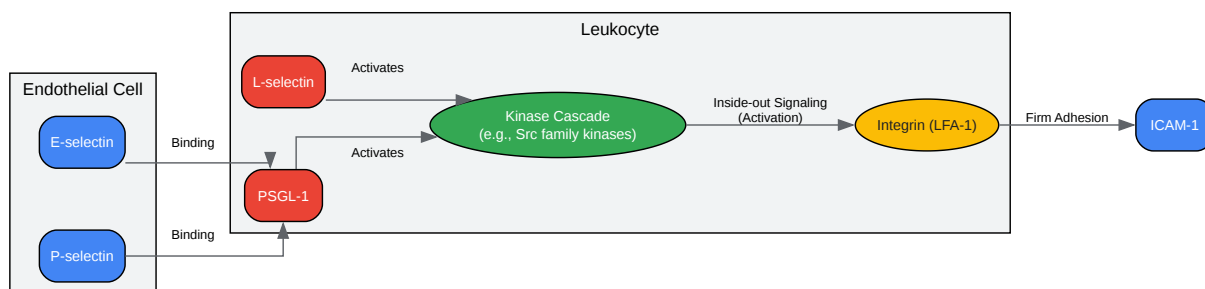 Leukocyte
Endothelial Cell
L-selectin
Activates
E-selectin
Binding
Kinase Cascade
(e.g., Src family kinases)
Inside-out Signaling
(Activation)
Integrin (LFA-1)
Firm Adhesion
ICAM-1
Activates
PSGL-1
P-selectin
Binding